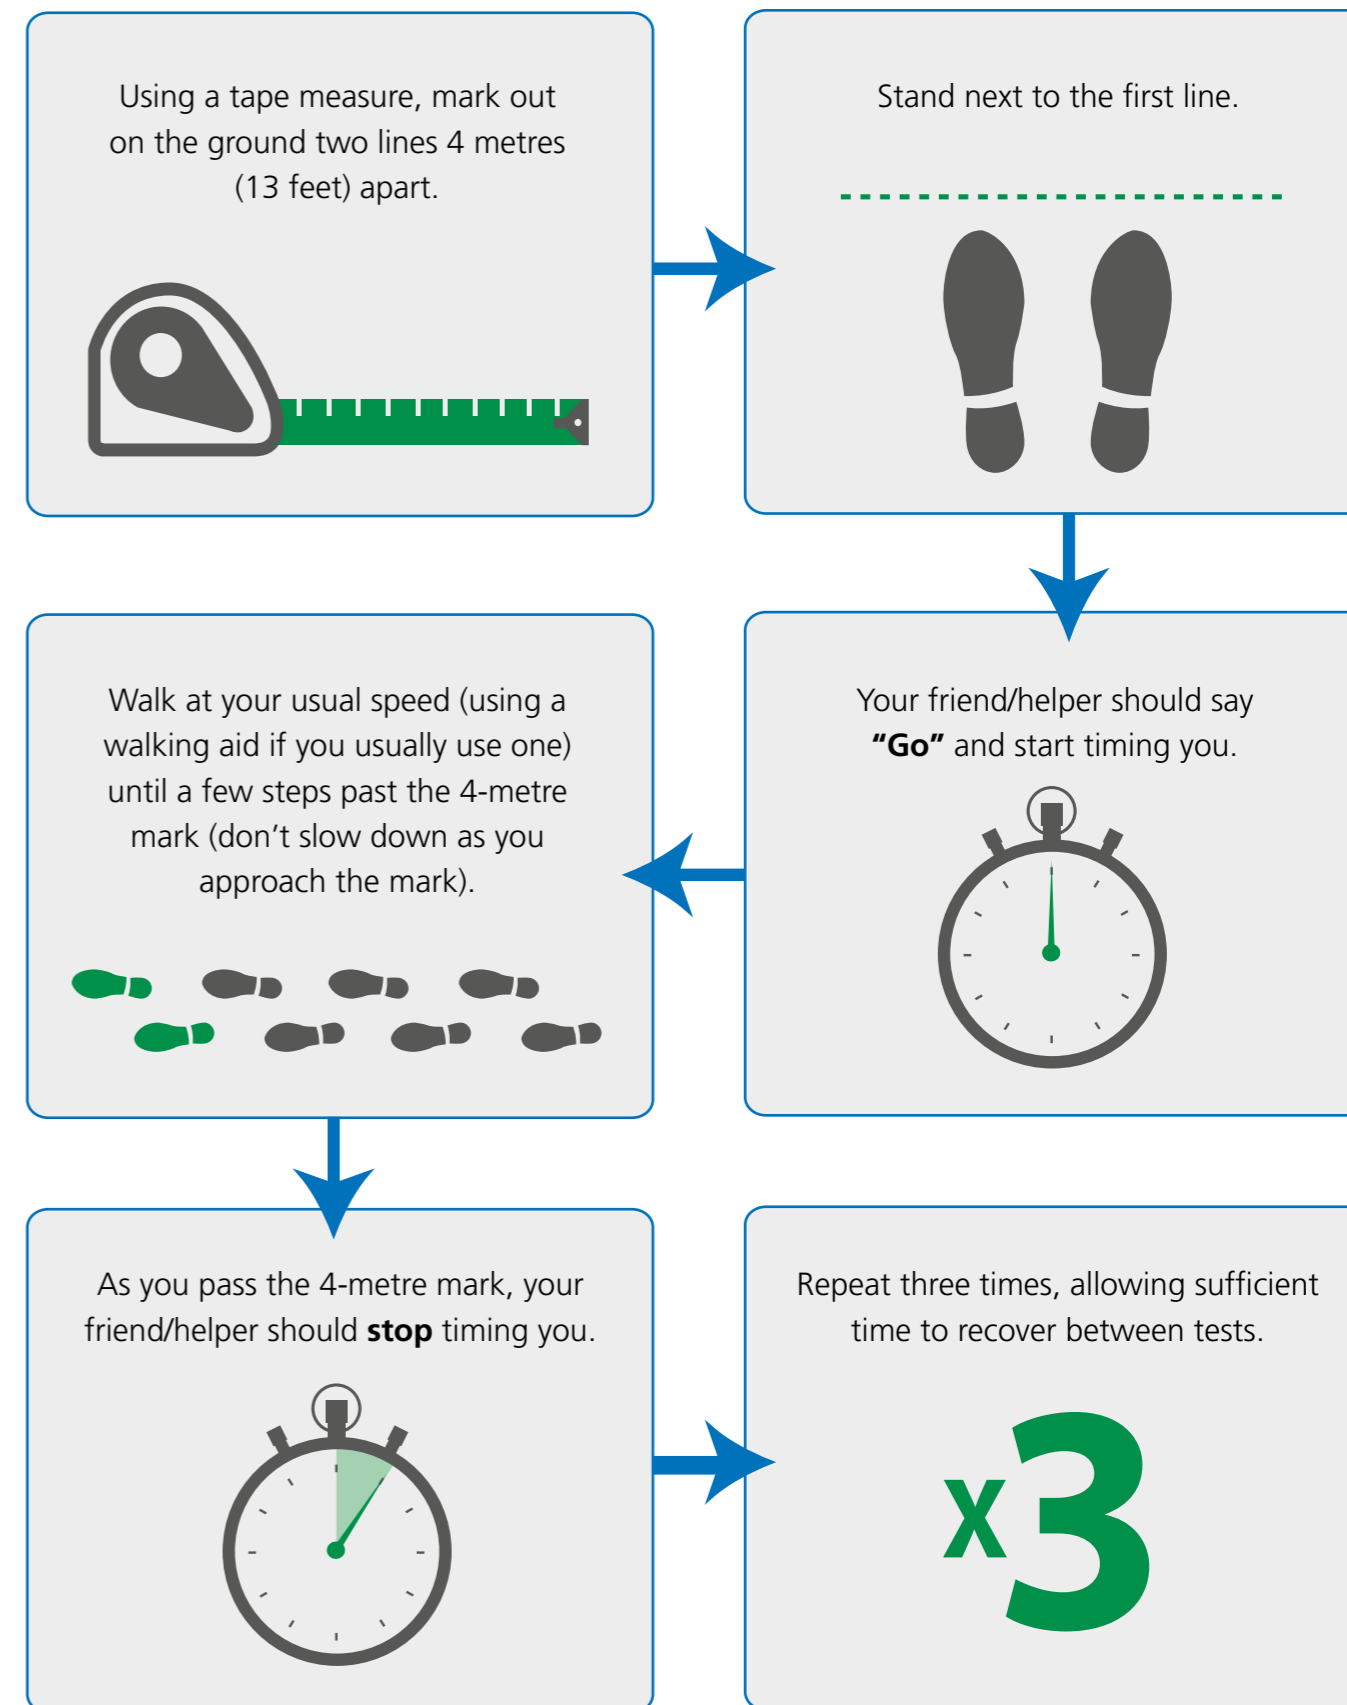 Using a tape measure, mark out
on the ground two lines 4 metres
(13 feet) apart.
Stand next to the first line.
Your friend/helper should say
“Go” and start timing you.
Walk at your usual speed (using a
walking aid if you usually use one)
until a few steps past the 4-metre
mark (don’t slow down as you
approach the mark).
As you pass the 4-metre mark, your
friend/helper should stop timing you.
Repeat three times, allowing sufficient
time to recover between tests.
x3